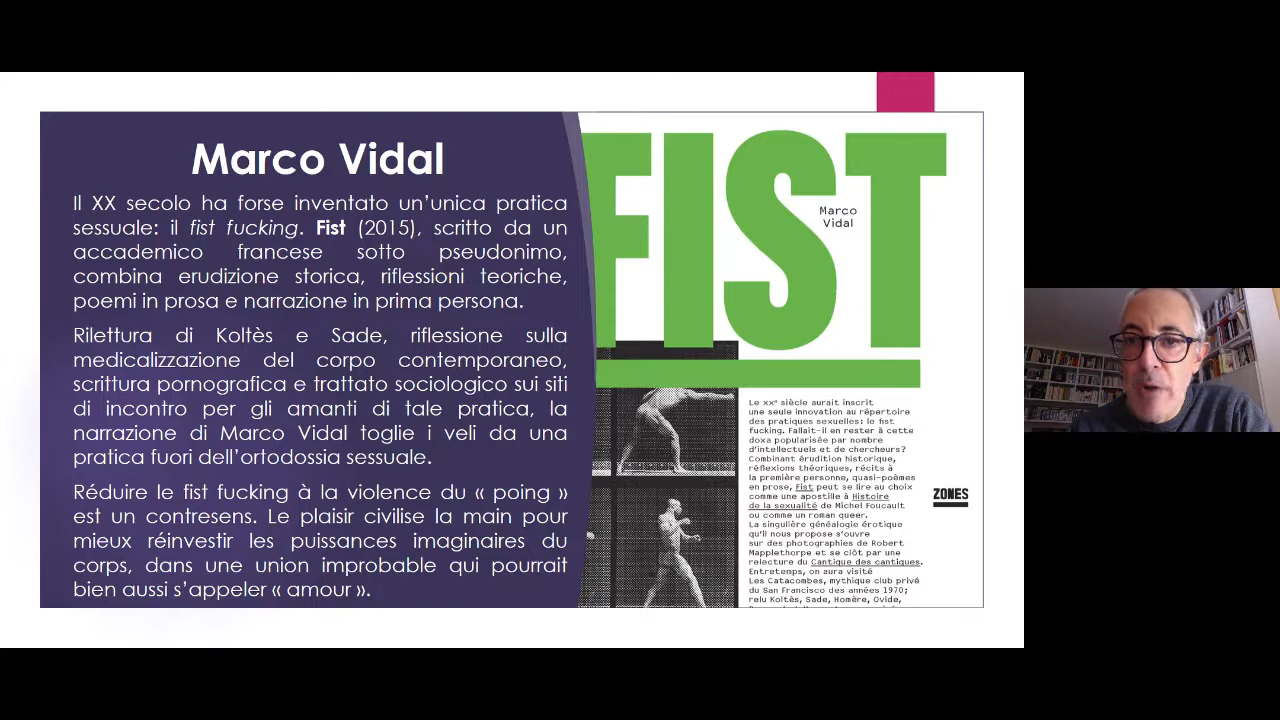 Marco Vidal
Il XX secolo ha forse inventato un’unica pratica
sessuale: il fist fucking. Fist (2015), scritto da un
accademico francese sotto pseudonimo,
combina erudizione storica, riflessioni teoriche,
poemi in prosa e narrazione in prima persona.
Rilettura di Koltès e Sade, riflessione sulla
medicalizzazione del corpo contemporaneo,
scrittura pornografica e trattato sociologico sui siti
di incontro per gli amanti di tale pratica, la
narrazione di Marco Vidal toglie i veli da una
pratica fuori dell’ortodossia sessuale.
Réduire le fist fucking à la violence du « poing »
est un contresens. Le plaisir civilise la main pour
mieux réinvestir les puissances imaginaires du
corps, dans une union improbable qui pourrait
bien aussi s’appeler « amour ».
FIST
Marco
Vidal
Le XXe siècle aurait inscrit
une seule innovation au répertoire
des pratiques sexuelles: le fist
fucking. Fallait-il en rester à cette
doxa popularisée par nombre
d’intellectuels et de chercheurs?
Combinant érudition historique,
réflexions théoriques, récits à
la première personne, quasi-poèmes
en prose, Fist peut se lire au choix
comme une apostille à Histoire
de la sexualité de Michel Foucault
ou comme un roman queer.
La singulière généalogie érotique
qu’il nous propose s’ouvre
sur des photographies de Robert
Mapplethorpe et se clôt par une
relecture du Cantique des cantiques.
Entretemps, on aura visité
Les Catacombes, mythique club privé
du San Francisco des années 1970;
relu Koltès, Sade, Homère, Ovide,
ZONES